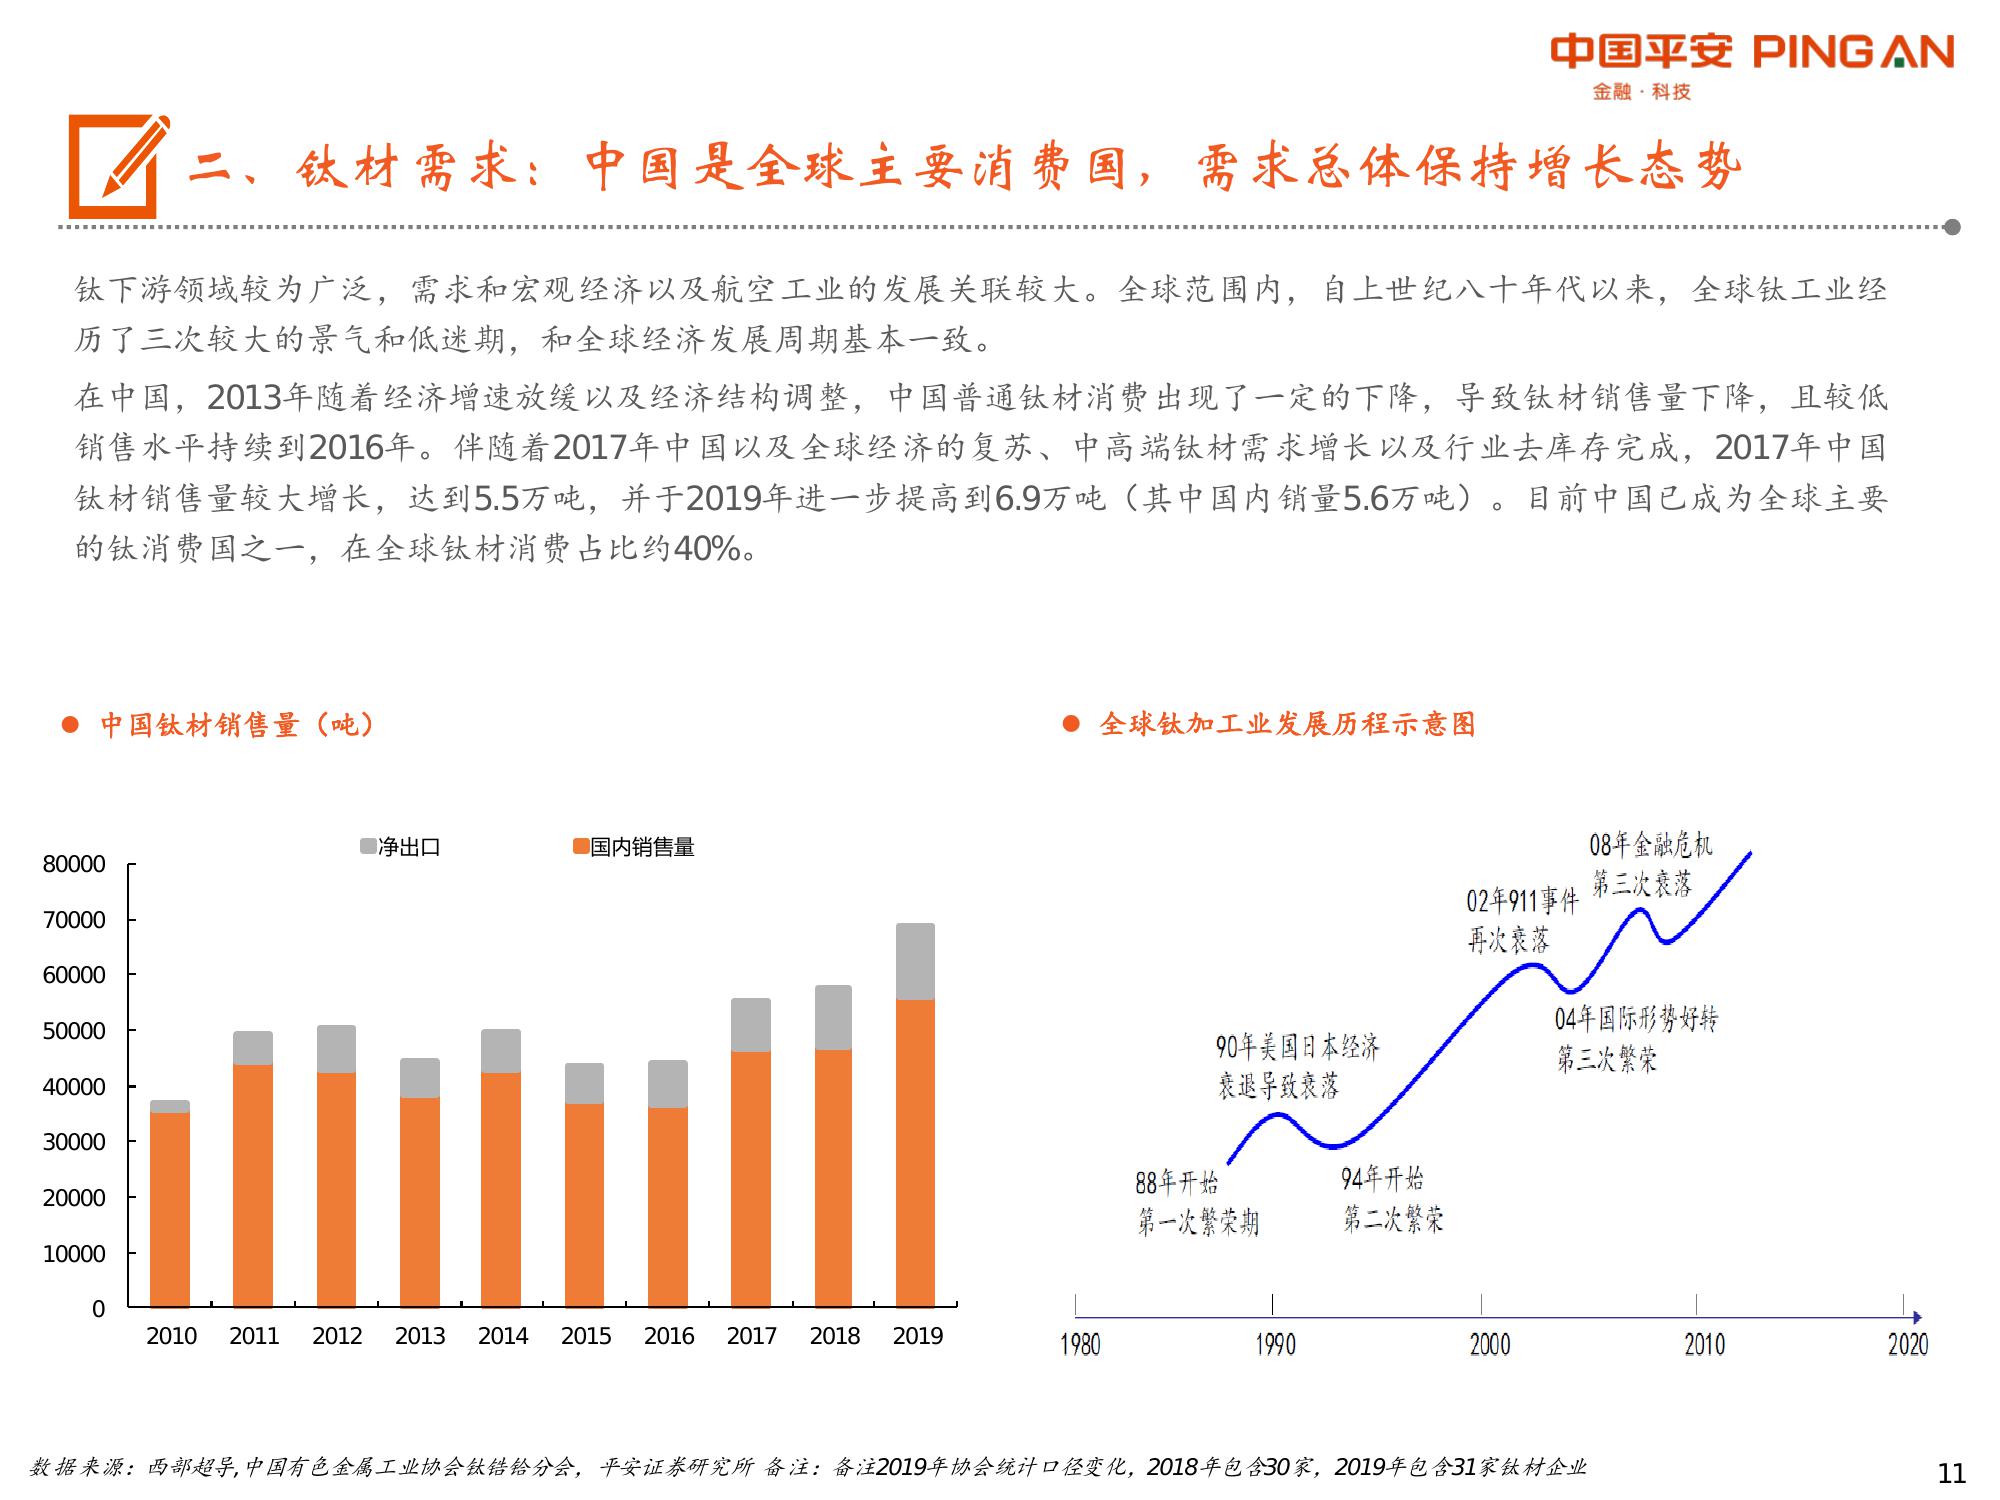 中国平安 PING AN
金融·科技
二、钛材需求：中国是全球主要消费国，需求总体保持增长态势
钛下游领域较为广泛，需求和宏观经济以及航空工业的发展关联较大。全球范围内，自上世纪八十年代以来，全球钛工业经
历了三次较大的景气和低迷期，和全球经济发展周期基本一致。
在中国，2013年随着经济增速放缓以及经济结构调整，中国普通钛材消费出现了一定的下降，导致钛材销售量下降，且较低
销售水平持续到2016年。伴随着2017年中国以及全球经济的复苏、中高端钛材需求增长以及行业去库存完成，2017年中国
钛材销售量较大增长，达到5.5万吨，并于2019年进一步提高到6.9万吨（其中国内销量5.6万吨）。目前中国已成为全球主要
的钛消费国之一，在全球钛材消费占比约40%。
中国钛材销售量（吨）
净出口
国内销售量
80000
70000
60000
50000
40000
30000
20000
10000
0
2010 2011 2012 2013 2014 2015 2016 2017 2018 2019
全球钛加工业发展历程示意图
08年金融危机
第三次衰落
02年911事件
再次衰落
04年国际形势好转
第三次繁荣
90年美国日本经济
衰退导致衰落
88年开始
第一次繁荣期
94年开始
第二次繁荣
1980 1990 2000 2010 2020
数据来源：西部超导,中国有色金属工业协会钛锆铪分会，平安证券研究所 备注：备注2019年协会统计口径变化，2018年包含30家，2019年包含31家钛材企业
11